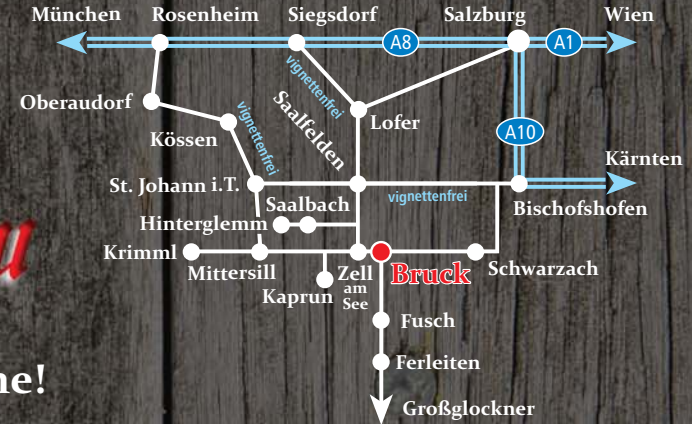 München Rosenheim Siegsdorf Salzburg Wien
A8 A1
vignettenfrei
Oberaudorf
Saalfelden
vignettenfrei
Lofer
Kössen
A10
Kärnten
St. Johann i.T.
vignettenfrei
Saalbach
Bischofshofen
Hinterglemm
Krimml
Mittersill
Zell
am
See
Bruck
Schwarzach
Kaprun
Fusch
Ferleiten
ne!
Großglockner